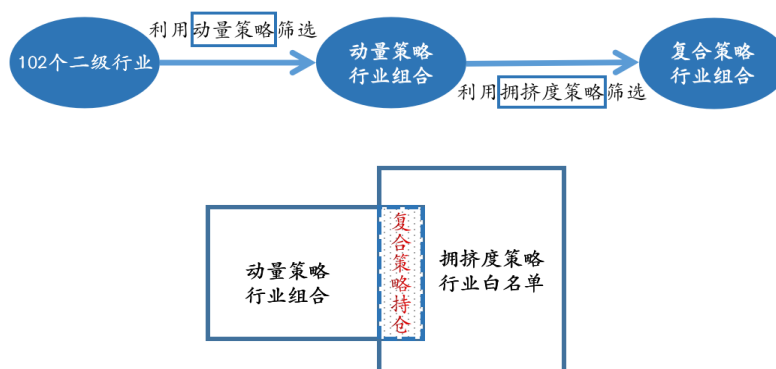 利用动量策略筛选
102个二级行业
动量策略
行业组合
复合策略
行业组合
利用拥挤度策略筛选
动量策略
行业组合
复合策略持仓
拥挤度策略
行业白名单